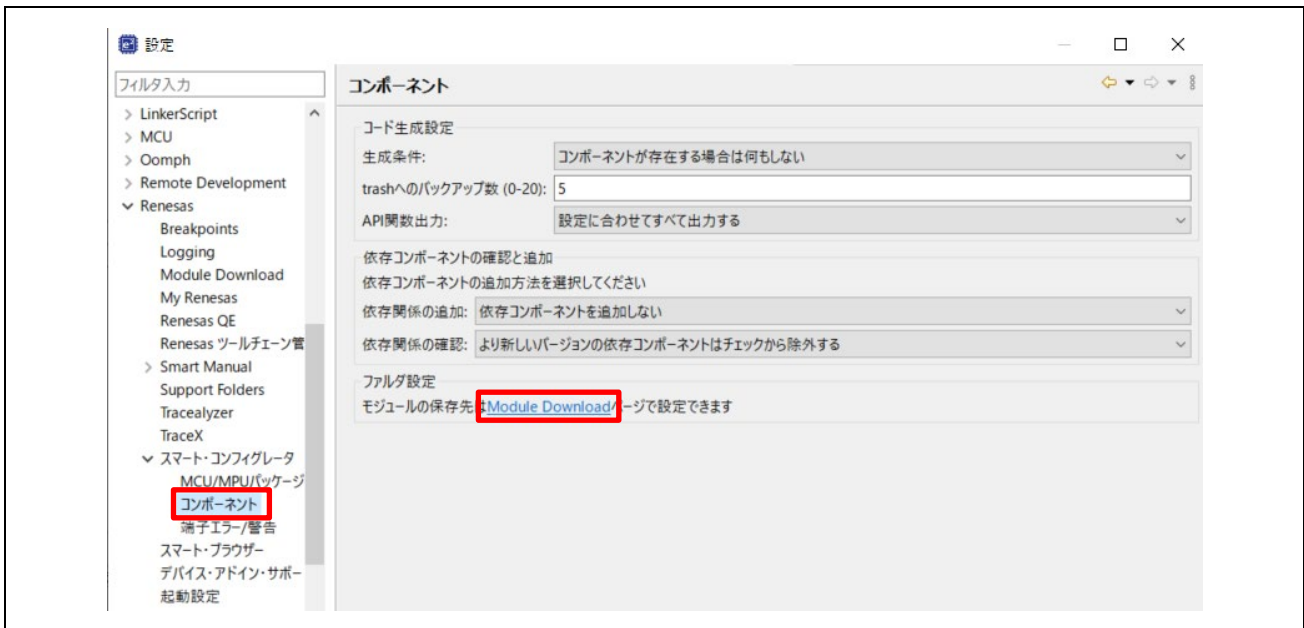 設定
フィルタ入力
LinkerScript
MCU
Oomph
Remote Development
Renesas
Breakpoints
Logging
Module Download
My Renesas
Renesas QE
Renesas ツールチェーン管
Smart Manual
Support Folders
Tracealyzer
TraceX
スマート・コンフィグレータ
MCU/MPUパッケージ
コンポーネント
端子エラー/警告
スマート・ブラウザー
デバイス・アドイン・サポー
起動設定
コンポーネント
コード生成設定
生成条件: コンポーネントが存在する場合は何もしない
trashへのバックアップ数 (0-20): 5
API関数出力: 設定に合わせてすべて出力する
依存コンポーネントの確認と追加
依存コンポーネントの追加方法を選択してください
依存関係の追加: 依存コンポーネントを追加しない
依存関係の確認: より新しいバージョンの依存コンポーネントはチェックから除外する
ファルダ設定
モジュールの保存先はModule Downloadページで設定できます